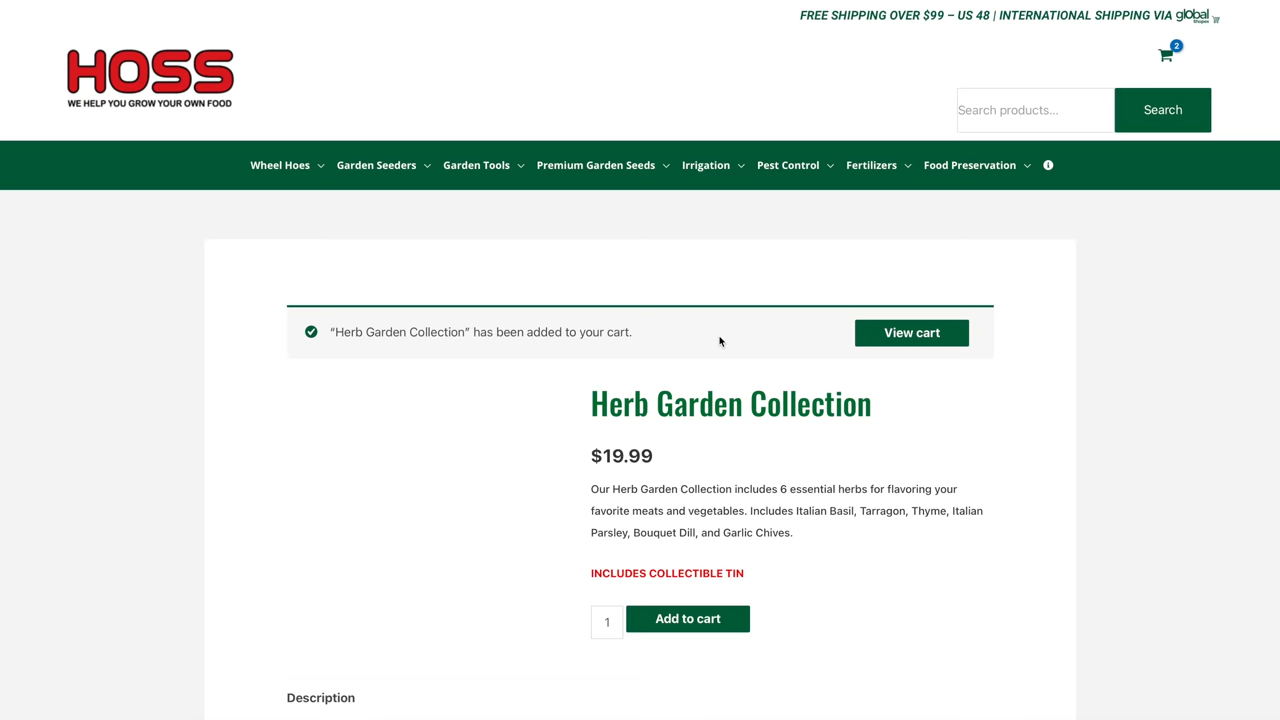 FREE SHIPPING OVER $99 – US 48 | INTERNATIONAL SHIPPING VIA global Shopex
2
HOSS
WE HELP YOU GROW YOUR OWN FOOD
Search products...
Search
Wheel Hoes Garden Seeders Garden Tools Premium Garden Seeds Irrigation Pest Control Fertilizers Food Preservation
“Herb Garden Collection” has been added to your cart.
View cart
Herb Garden Collection
$19.99
Our Herb Garden Collection includes 6 essential herbs for flavoring your
favorite meats and vegetables. Includes Italian Basil, Tarragon, Thyme, Italian
Parsley, Bouquet Dill, and Garlic Chives.
INCLUDES COLLECTIBLE TIN
1
Add to cart
Description